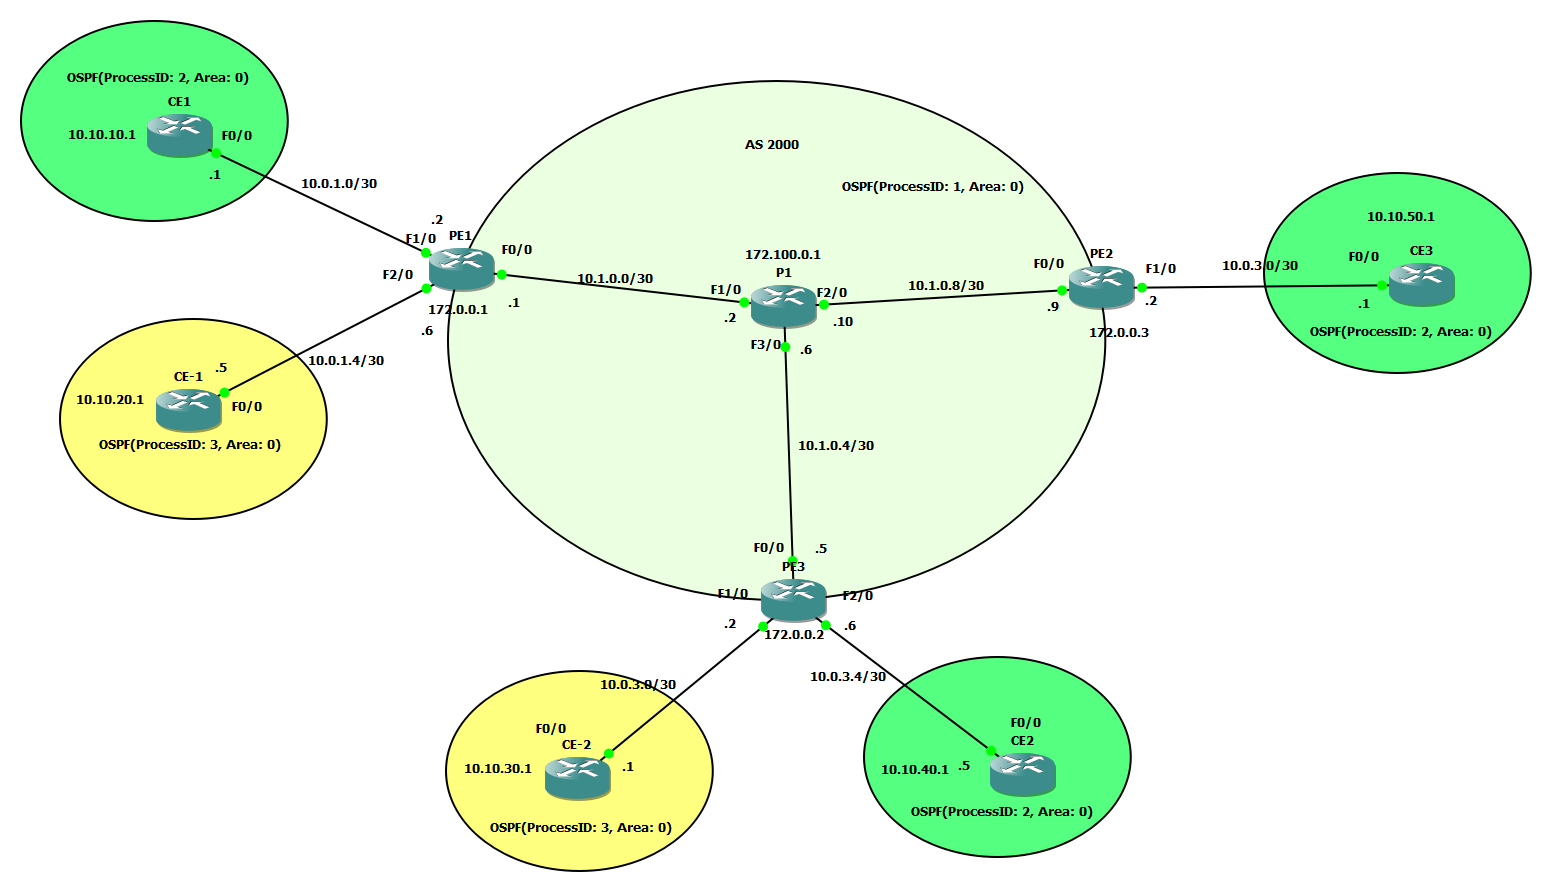 OSPF(ProcessID: 2, Area: 0)
CE1
10.10.10.1
F0/0
.1
10.0.1.0/30
AS 2000
OSPF(ProcessID: 1, Area: 0)
.2
F1/0
PE1
F0/0
F2/0
172.0.0.1
.1
.6
10.1.0.0/30
172.100.0.1
P1
F1/0
.2
F2/0
.10
F3/0
.6
10.1.0.8/30
F0/0
PE2
F1/0
.9
.2
172.0.0.3
10.0.3.0/30
10.10.50.1
F0/0
CE3
.1
OSPF(ProcessID: 2, Area: 0)
10.0.1.4/30
.5
CE-1
10.10.20.1
F0/0
OSPF(ProcessID: 3, Area: 0)
10.1.0.4/30
F0/0
.5
PE3
F1/0
F2/0
.2
172.0.0.2
.6
10.0.3.0/30
10.0.3.4/30
F0/0
CE-2
10.10.30.1
.1
OSPF(ProcessID: 3, Area: 0)
F0/0
CE2
10.10.40.1
.5
OSPF(ProcessID: 2, Area: 0)